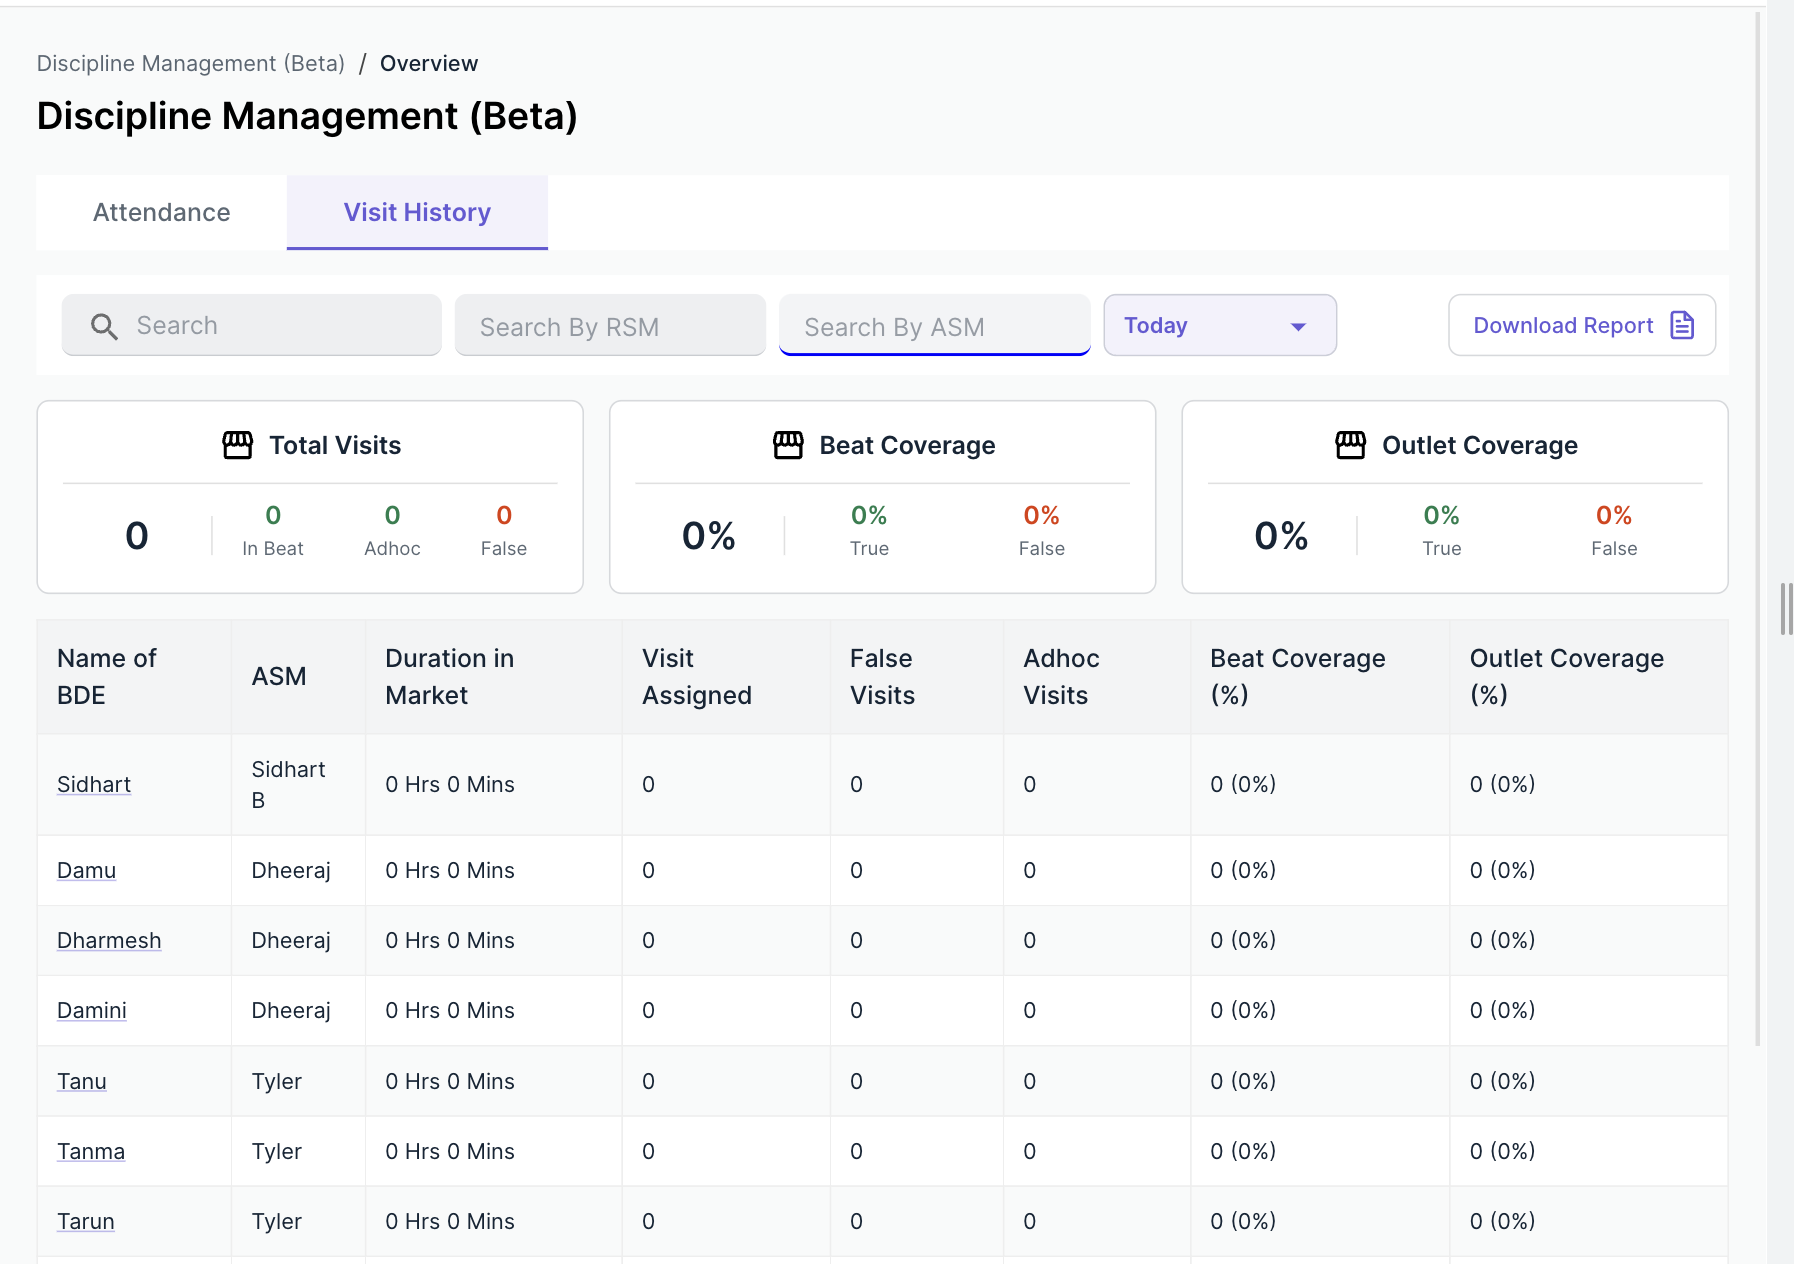 Discipline Management (Beta) / Overview
Discipline Management (Beta)
Attendance Visit History
Search Search By RSM Search By ASM Today Download Report
Total Visits Beat Coverage Outlet Coverage
0 0 0 0 0% 0% 0% 0% 0% 0%
In Beat Adhoc False True False True False
Name of BDE ASM Duration in Market Visit Assigned False Visits Adhoc Visits Beat Coverage (%) Outlet Coverage (%)
Sidhart Sidhart B 0 Hrs 0 Mins 0 0 0 0 (0%) 0 (0%)
Damu Dheeraj 0 Hrs 0 Mins 0 0 0 0 (0%) 0 (0%)
Dharmesh Dheeraj 0 Hrs 0 Mins 0 0 0 0 (0%) 0 (0%)
Damini Dheeraj 0 Hrs 0 Mins 0 0 0 0 (0%) 0 (0%)
Tanu Tyler 0 Hrs 0 Mins 0 0 0 0 (0%) 0 (0%)
Tanma Tyler 0 Hrs 0 Mins 0 0 0 0 (0%) 0 (0%)
Tarun Tyler 0 Hrs 0 Mins 0 0 0 0 (0%) 0 (0%)